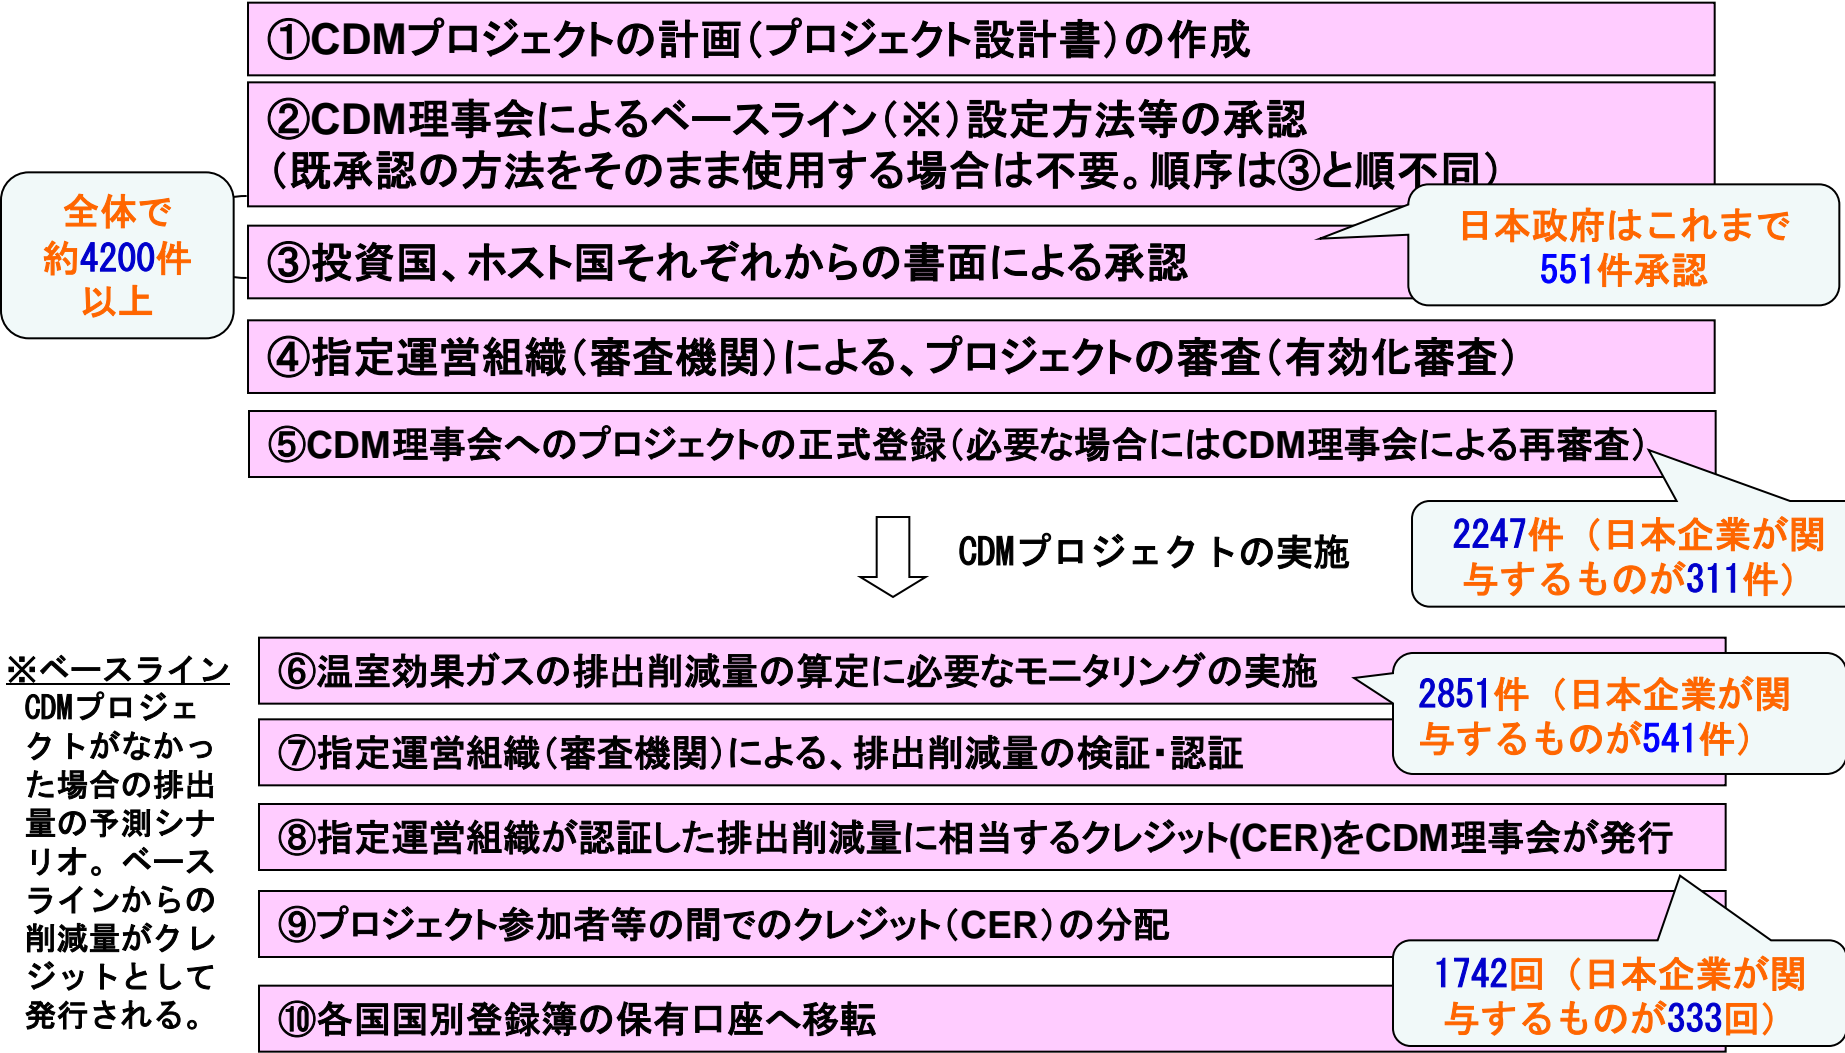 ①CDMプロジェクトの計画（プロジェクト設計書）の作成
②CDM理事会によるベースライン（※）設定方法等の承認
（既承認の方法をそのまま使用する場合は不要。順序は③と順不同）
全体で
約4200件
以上
③投資国、ホスト国それぞれからの書面による承認
日本政府はこれまで
551件承認
④指定運営組織（審査機関）による、プロジェクトの審査（有効化審査）
⑤CDM理事会へのプロジェクトの正式登録（必要な場合にはCDM理事会による再審査）
2247件（日本企業が関
与するものが311件）
CDMプロジェクトの実施
⑥温室効果ガスの排出削減量の算定に必要なモニタリングの実施
2851件（日本企業が関
与するものが541件）
⑦指定運営組織（審査機関）による、排出削減量の検証・認証
⑧指定運営組織が認証した排出削減量に相当するクレジット(CER)をCDM理事会が発行
⑨プロジェクト参加者等の間でのクレジット（CER）の分配
1742回（日本企業が関
与するものが333回）
⑩各国国別登録簿の保有口座へ移転
※ベースライン
CDMプロジェ
クトがなかっ
た場合の排出
量の予測シナ
リオ。ベース
ラインからの
削減量がクレ
ジットとして
発行される。